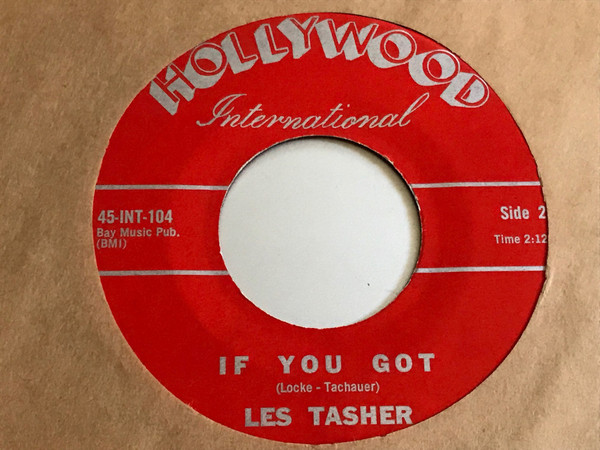 HOLLYWOOD
International
45-INT-104
Bay Music Pub.
(BMI)
Side 2
Time 2:12
IF YOU GOT
(Locke - Tachauer)
LES TASHER